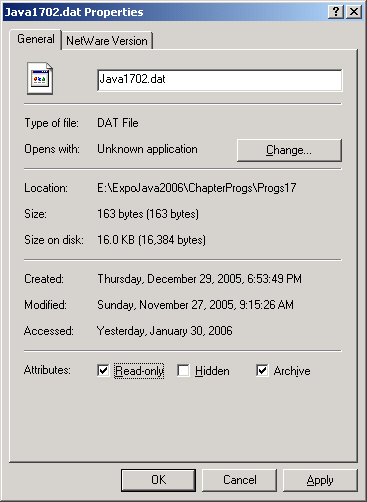 Java1702.dat Properties
General NetWare Version
Java1702.dat
Type of file: DAT File
Opens with: Unknown application Change...
Location: E:\ExpoJava2006\ChapterProgs\Progs17
Size: 163 bytes (163 bytes)
Size on disk: 16.0 KB (16,384 bytes)
Created: Thursday, December 29, 2005, 6:53:49 PM
Modified: Sunday, November 27, 2005, 9:15:26 AM
Accessed: Yesterday, January 30, 2006
Attributes: Read-only Hidden Archive
OK Cancel Apply